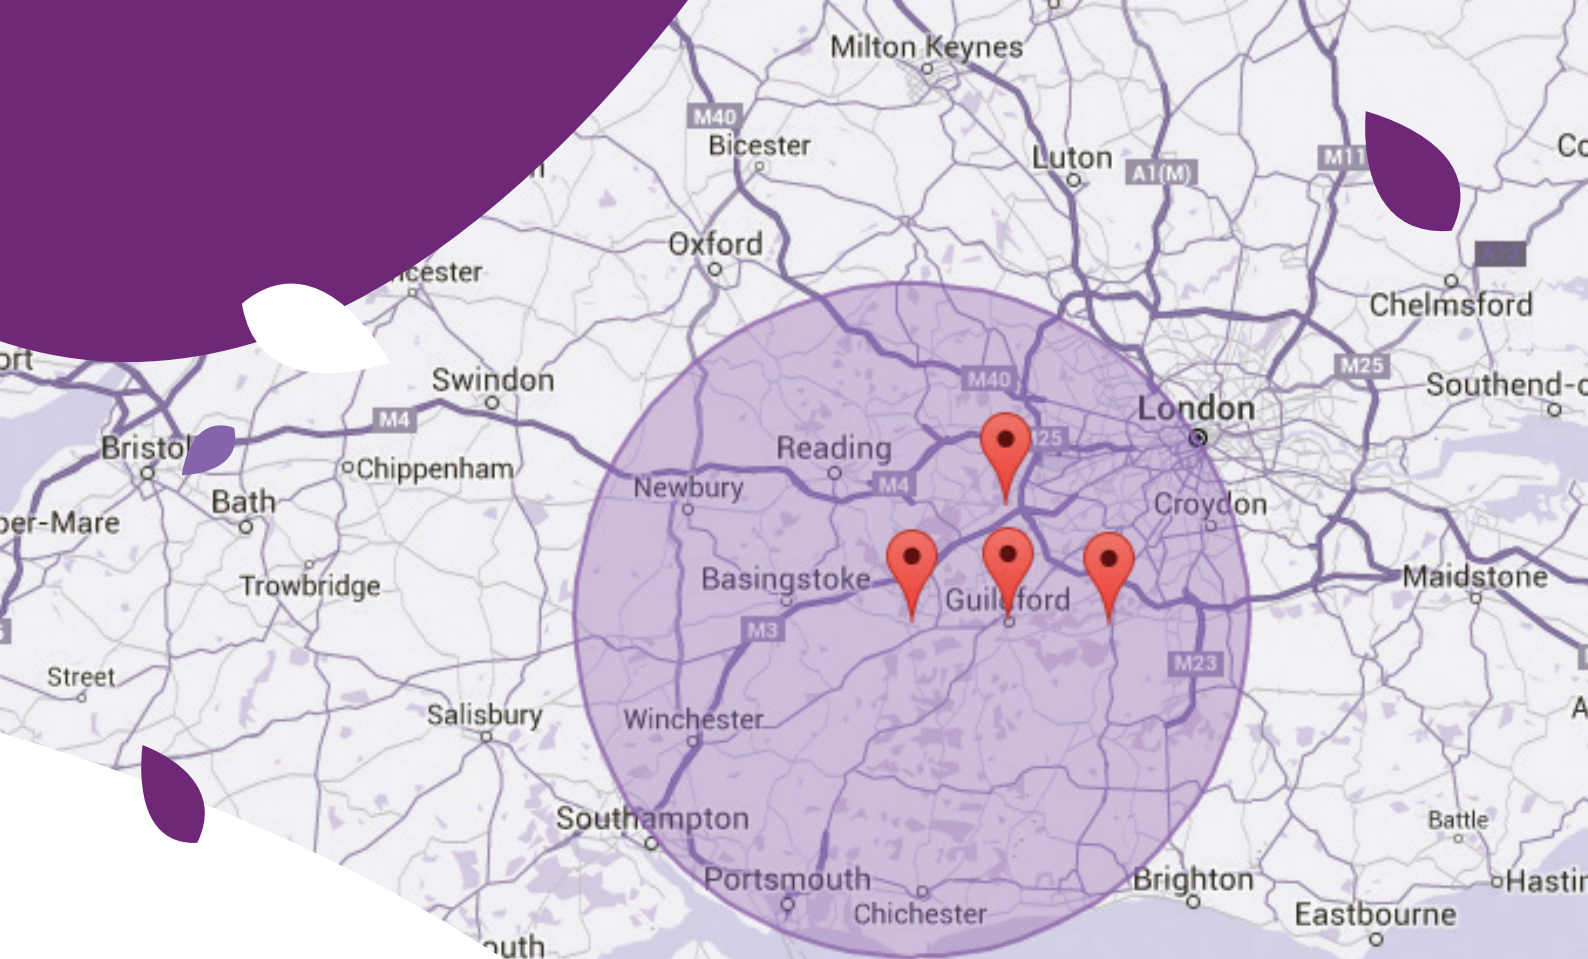 Milton Keynes
M40
Bicester
Luton
A1(M)
M11
Oxford
Chelmsford
M25
Swindon
M40
Southend-
London
M4
Bristol
Reading
Chippenham
M4
Newbury
Bath
Croydon
per-Mare
Basingstoke
Trowbridge
Maidstone
Guildford
M3
M23
Street
Salisbury
Winchester
Southampton
Battle
Portsmouth
Brighton
Hastin
Chichester
Eastbourne
outh